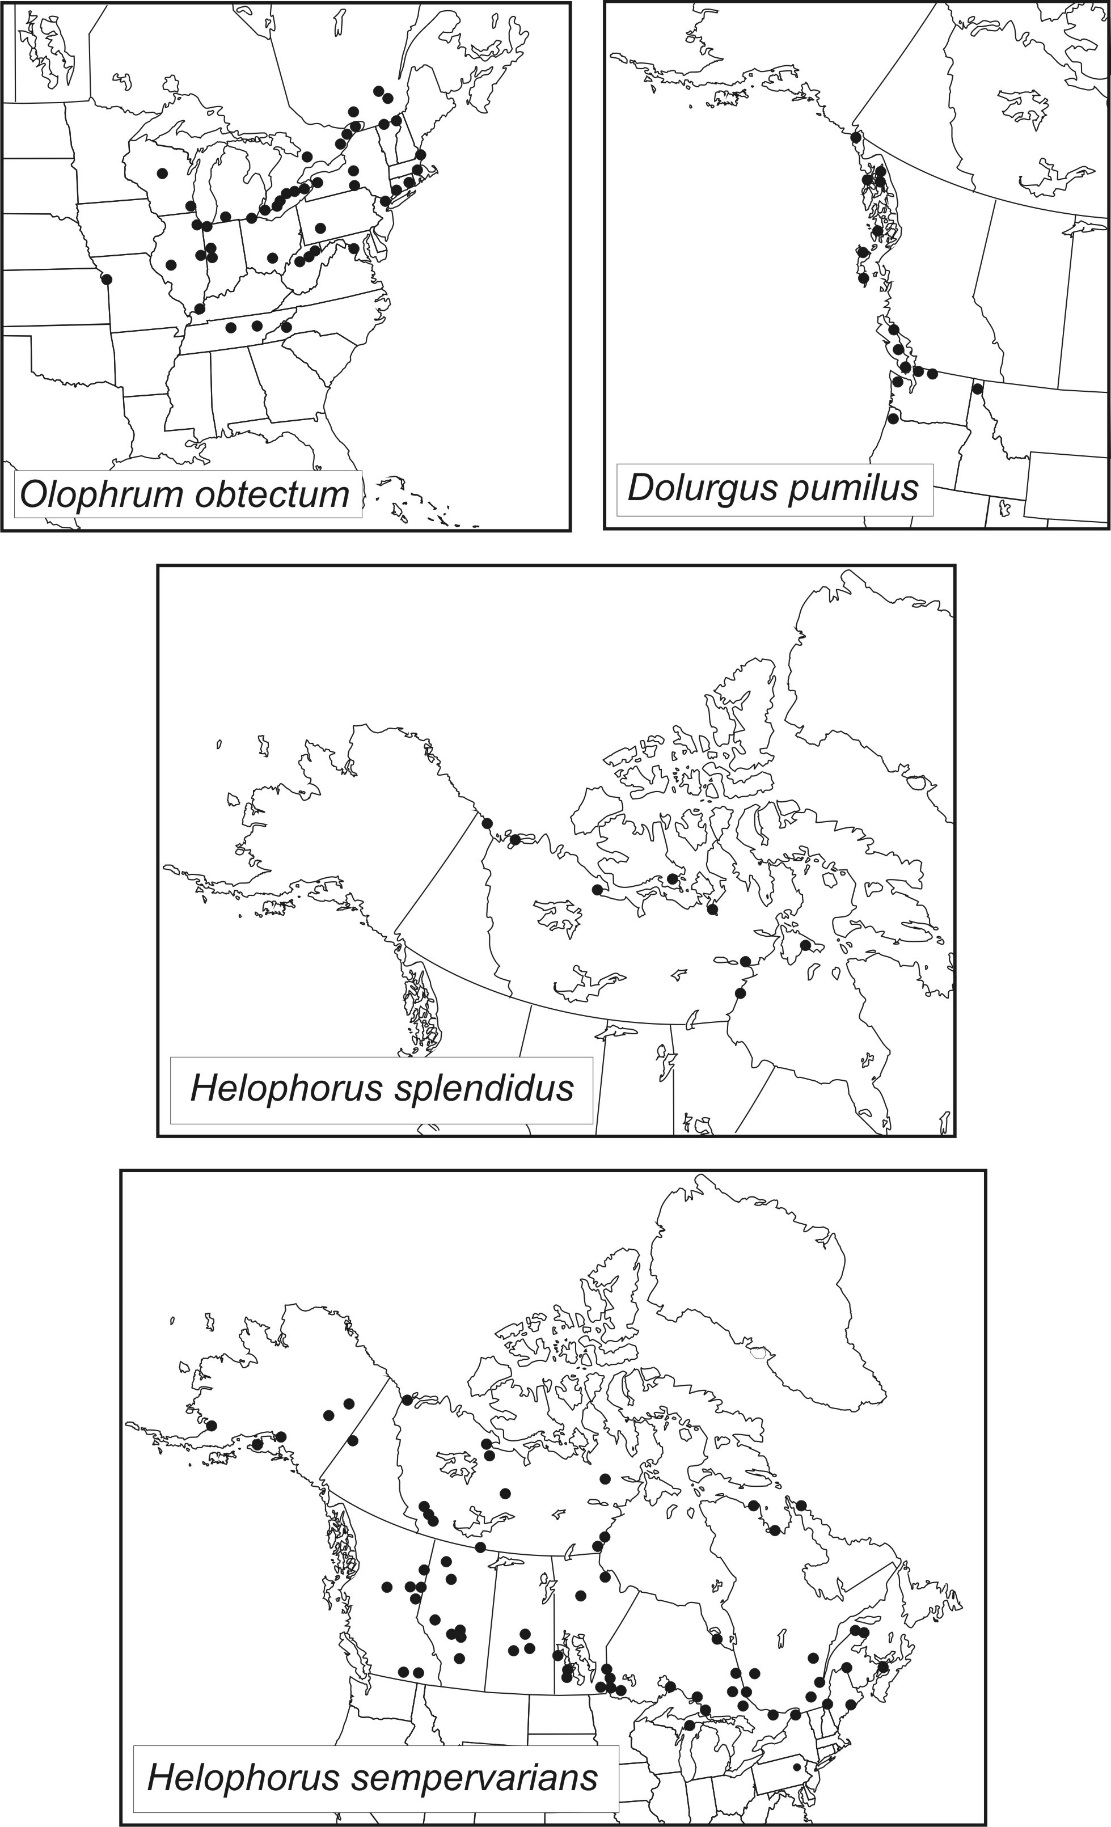 Olophrum obtectum
Dolurgus pumilus
Helophorus splendidus
Helophorus sempervarians